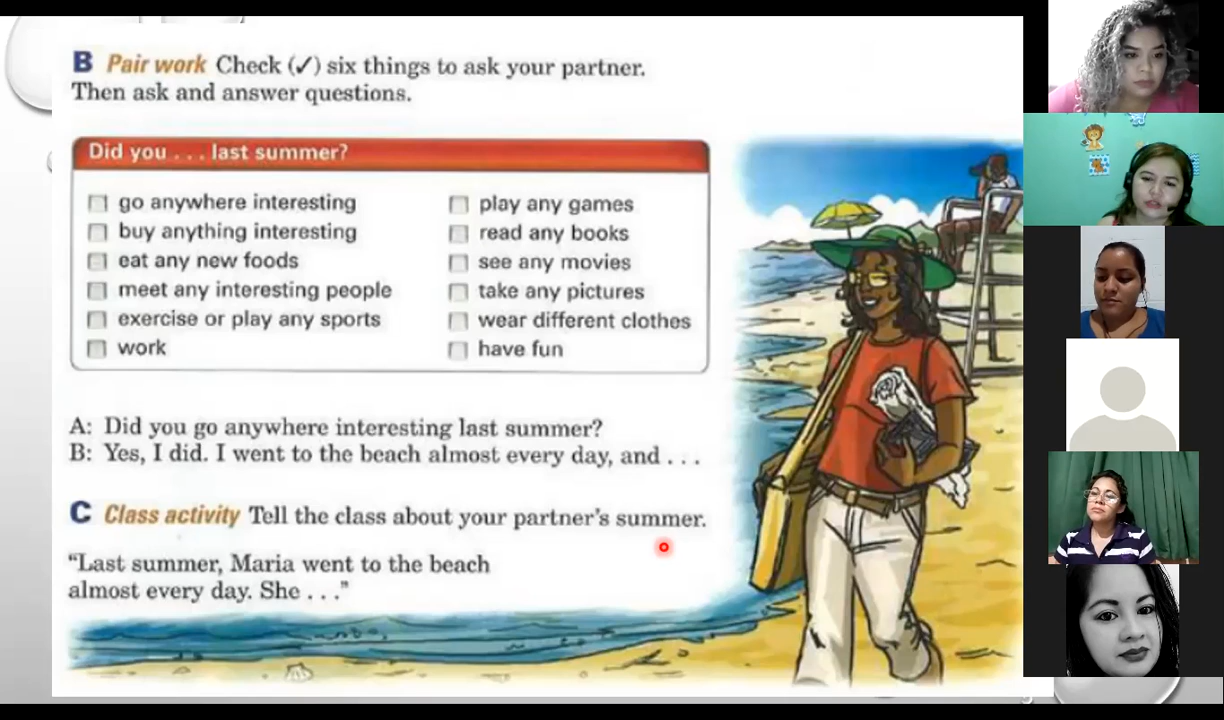 B Pair work Check (✓) six things to ask your partner.
Then ask and answer questions.
Did you . . . last summer?
go anywhere interesting
buy anything interesting
eat any new foods
meet any interesting people
exercise or play any sports
work
play any games
read any books
see any movies
take any pictures
wear different clothes
have fun
A: Did you go anywhere interesting last summer?
B: Yes, I did. I went to the beach almost every day, and . . .
C Class activity Tell the class about your partner's summer.
"Last summer, Maria went to the beach
almost every day. She . . ."